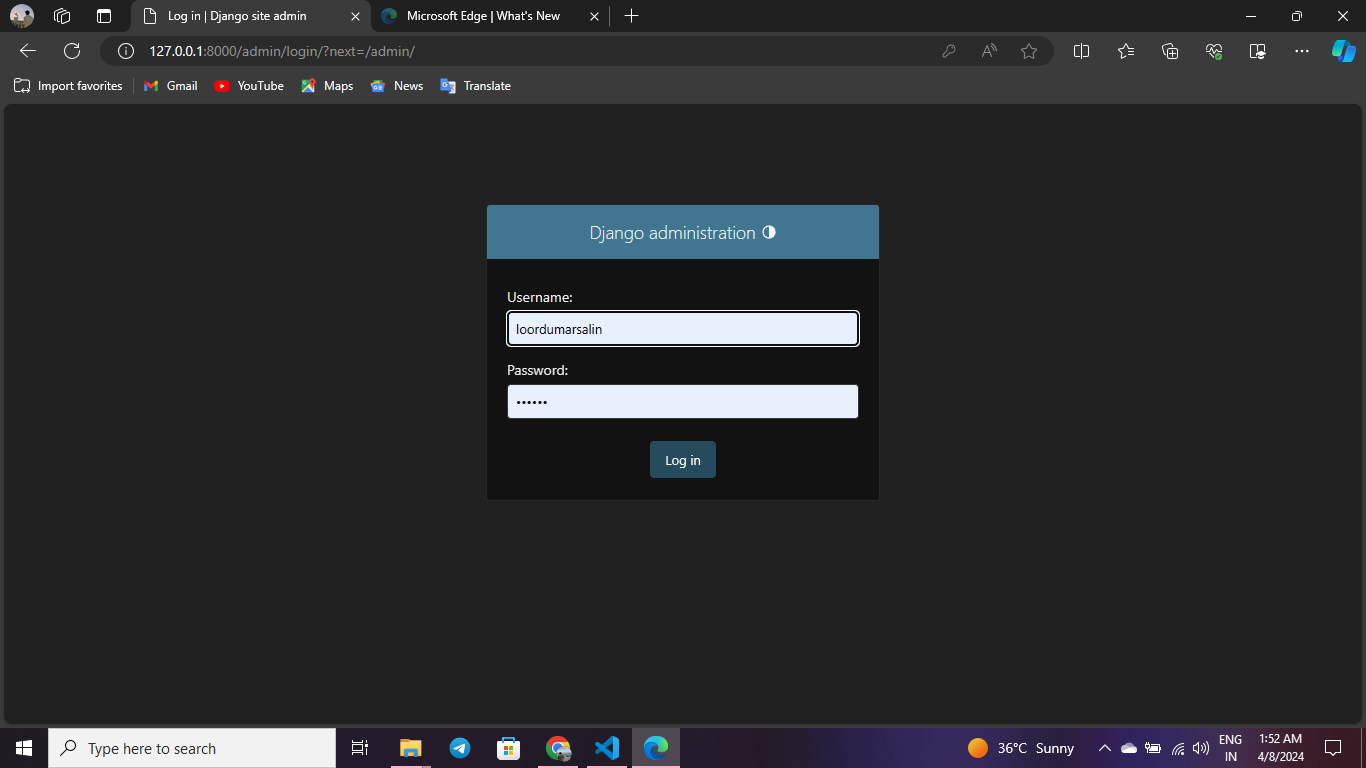 Log in | Django site admin
Microsoft Edge | What's New
127.0.0.1:8000/admin/login/?next=/admin/
Import favorites
Gmail
YouTube
Maps
News
Translate
Django administration
Username:
loordumarsalin
Password:
••••••
Log in
Type here to search
36°C Sunny
ENG
IN
1:52 AM
4/8/2024